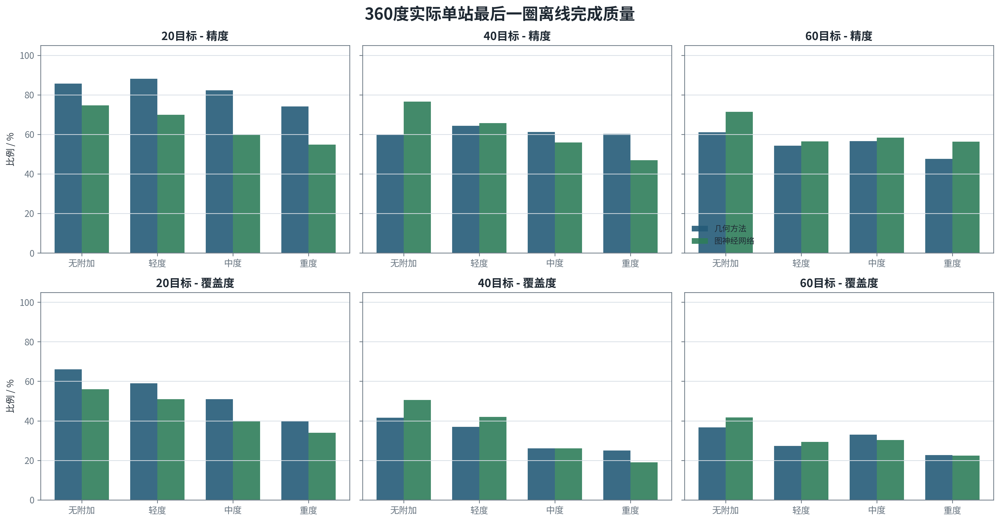 360度实际单站最后一圈离线完成质量
20目标 - 精度
40目标 - 精度
60目标 - 精度
比例 / %
100
80
60
40
20
0
几何方法
图神经网络
无附加 轻度 中度 重度
无附加 轻度 中度 重度
无附加 轻度 中度 重度
20目标 - 覆盖度
40目标 - 覆盖度
60目标 - 覆盖度
比例 / %
100
80
60
40
20
0
无附加 轻度 中度 重度
无附加 轻度 中度 重度
无附加 轻度 中度 重度